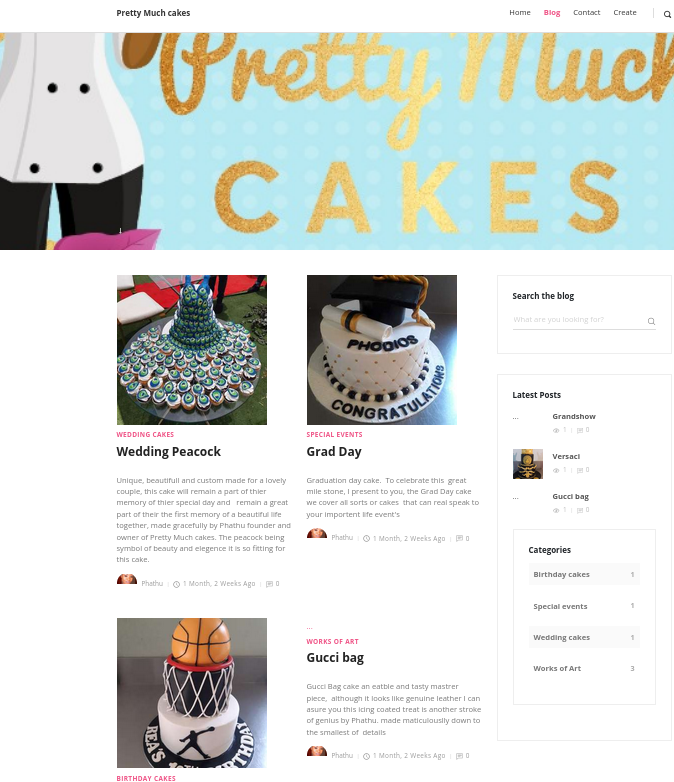 Pretty Much cakes
Home Blog Contact Create
Pretty Much
CAKES
WEDDING CAKES
Wedding Peacock
Unique, beautifull and custom made for a lovely
couple, this cake will remain a part of thier
memory of thier special day and remain a great
part of their the first memory of a beautiful life
together, made gracefully by Phathu founder and
owner of Pretty Much cakes. The peacock being
symbol of beauty and elegence it is so fitting for
this cake.
Phathu | 1 Month, 2 Weeks Ago | 0
PHODIOS
CONGRATULATIONS
SPECIAL EVENTS
Grad Day
Graduation day cake. To celebrate this great
mile stone, I present to you, the Grad Day cake
we cover all sorts or cakes that can real speak to
your importent life event's
Phathu | 1 Month, 2 Weeks Ago | 0
BIRTHDAY
BIRTHDAY CAKES
...
WORKS OF ART
Gucci bag
Gucci Bag cake an eatble and tasty mastrer
piece, although it looks like genuine leather I can
asure you this icing coated treat is another stroke
of genius by Phathu. made maticulouslly down to
the smallest of details
Phathu | 1 Month, 2 Weeks Ago | 0
Search the blog
What are you looking for?
Latest Posts
...
Grandshow
1 | 0
Versaci
1 | 0
...
Gucci bag
1 | 0
Categories
Birthday cakes 1
Special events 1
Wedding cakes 1
Works of Art 3